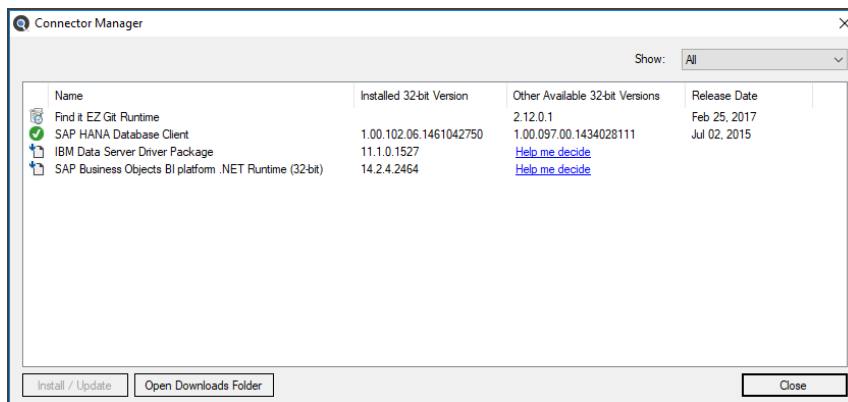 Connector Manager
Show: All
Name Installed 32-bit Version Other Available 32-bit Versions Release Date
Find it EZ Git Runtime 2.12.0.1 Feb 25, 2017
SAP HANA Database Client 1.00.102.06.1461042750 1.00.097.00.1434028111 Jul 02, 2015
IBM Data Server Driver Package 11.1.0.1527 Help me decide
SAP Business Objects BI platform .NET Runtime (32-bit) 14.2.4.2464 Help me decide
Install / Update Open Downloads Folder Close